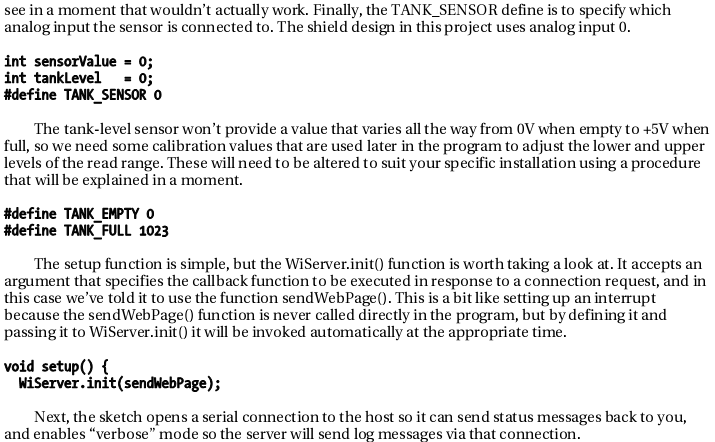 see in a moment that wouldn't actually work. Finally, the TANK_SENSOR define is to specify which
analog input the sensor is connected to. The shield design in this project uses analog input 0.
int sensorValue = 0;
int tankLevel   = 0;
#define TANK_SENSOR 0
The tank-level sensor won't provide a value that varies all the way from 0V when empty to +5V when
full, so we need some calibration values that are used later in the program to adjust the lower and upper
levels of the read range. These will need to be altered to suit your specific installation using a procedure
that will be explained in a moment.
#define TANK_EMPTY 0
#define TANK_FULL 1023
The setup function is simple, but the WiServer.init() function is worth taking a look at. It accepts an
argument that specifies the callback function to be executed in response to a connection request, and in
this case we've told it to use the function sendWebPage(). This is a bit like setting up an interrupt
because the sendWebPage() function is never called directly in the program, but by defining it and
passing it to WiServer.init() it will be invoked automatically at the appropriate time.
void setup() {
  WiServer.init(sendWebPage);
Next, the sketch opens a serial connection to the host so it can send status messages back to you,
and enables “verbose” mode so the server will send log messages via that connection.